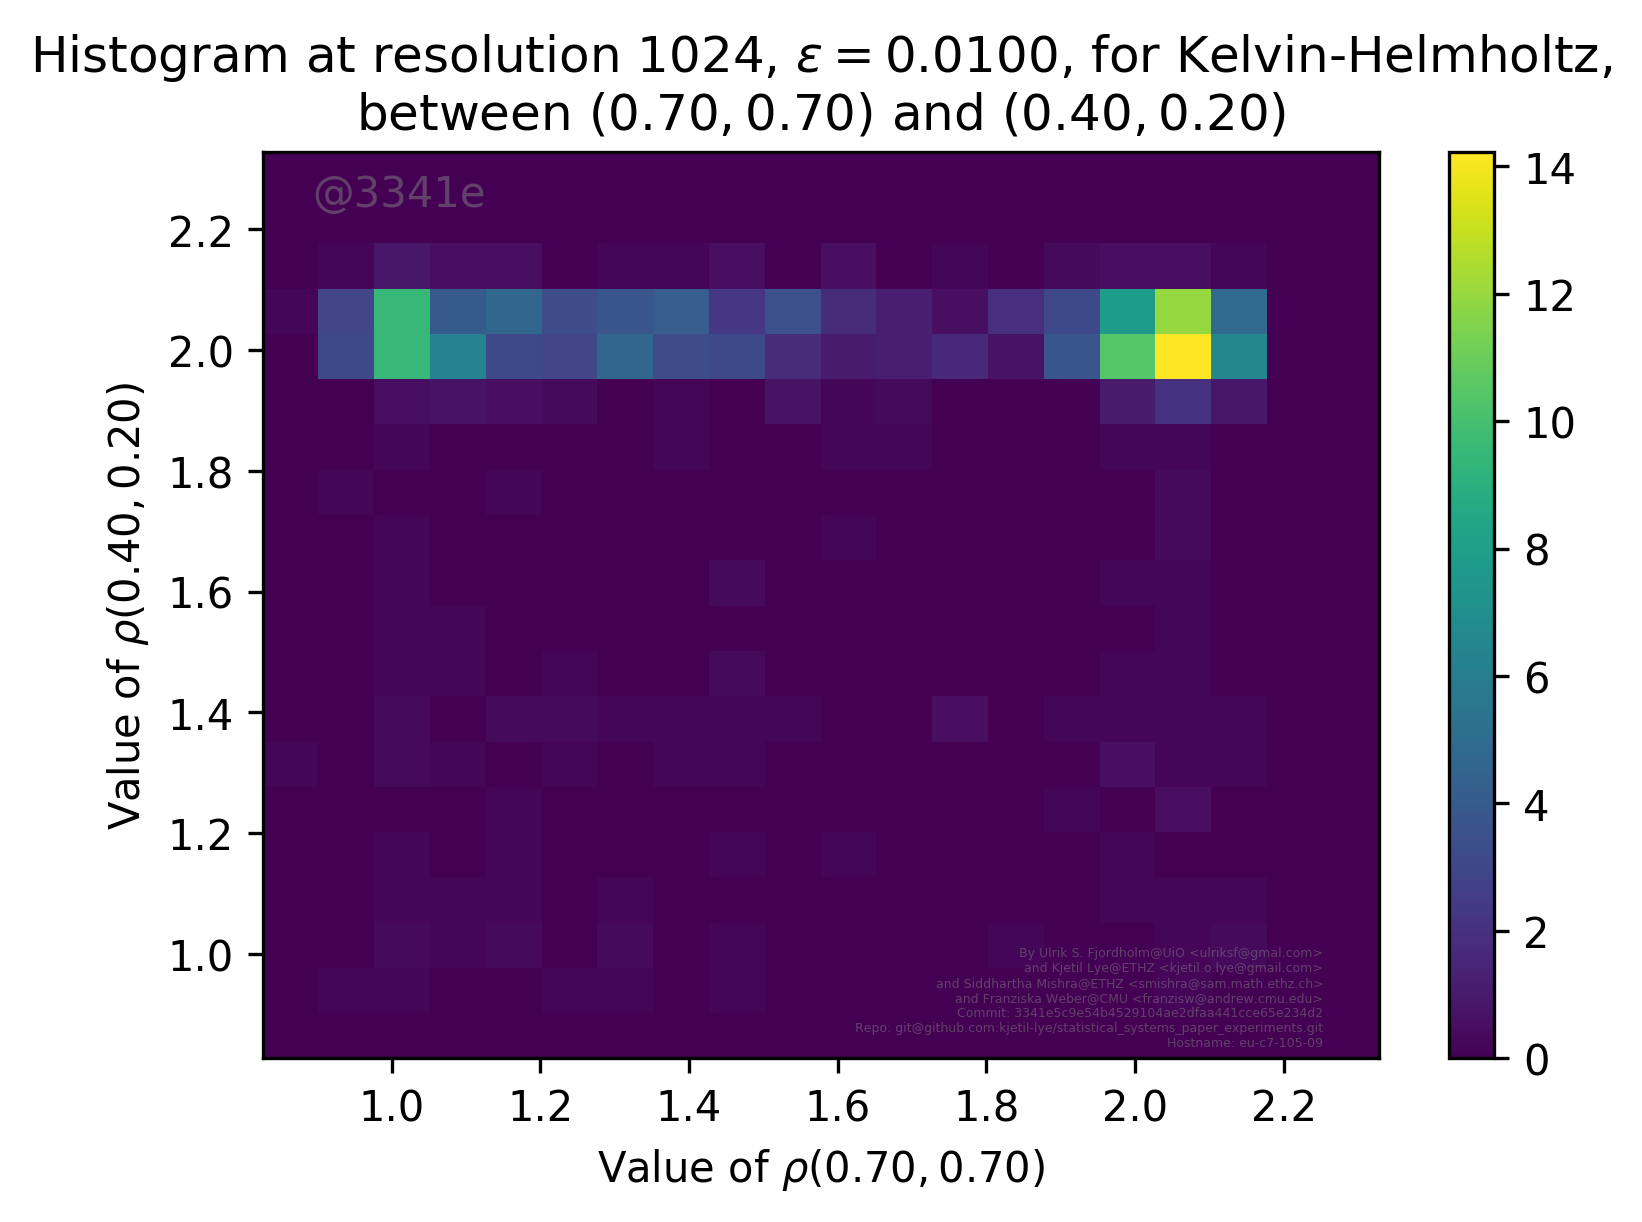 Histogram at resolution 1024, ε = 0.0100, for Kelvin-Helmholtz,
between (0.70, 0.70) and (0.40, 0.20)
@3341e
14
12
10
8
6
4
2
0
2.2
2.0
1.8
1.6
1.4
1.2
1.0
Value of ρ(0.40, 0.20)
By Ulrik S. Fjordholm@UiO <ulriksf@gmal.com>
and Kjetil Lye@ETHZ <kjetil.o.lye@gmail.com>
and Siddhartha Mishra@ETHZ <smishra@sam.math.ethz.ch>
and Franziska Weber@CMU <franzisw@andrew.cmu.edu>
Commit: 3341e5c9e54b4529104ae2dfaa441cce65e234d2
Repo: git@github.com:kjetil-lye/statistical_systems_paper_experiments.git
Hostname: eu-c7-105-09
1.0 1.2 1.4 1.6 1.8 2.0 2.2
Value of ρ(0.70, 0.70)